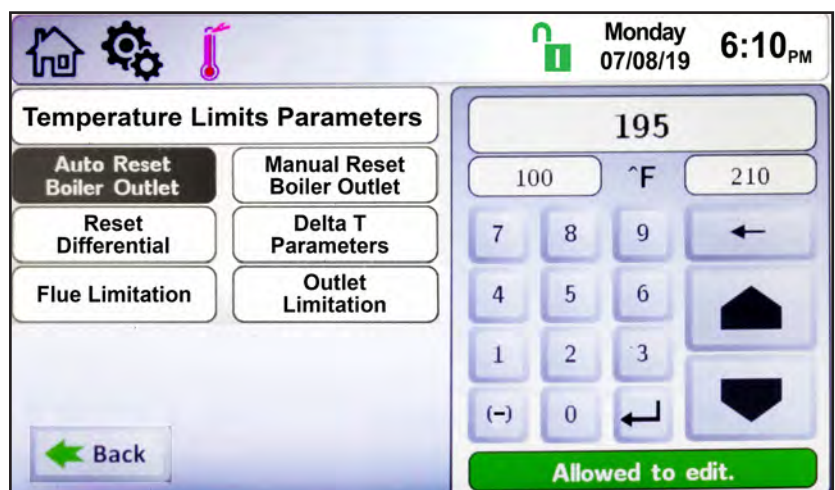 Monday
07/08/19
6:10 PM
Temperature Limits Parameters
Auto Reset
Boiler Outlet
Manual Reset
Boiler Outlet
Reset
Differential
Delta T
Parameters
Flue Limitation
Outlet
Limitation
Back
195
100 ^F 210
7 8 9
4 5 6
1 2 3
(-) 0
Allowed to edit.